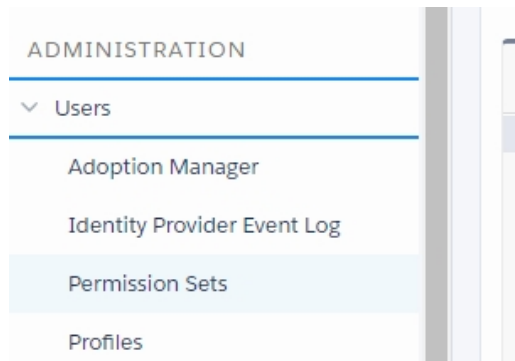 ADMINISTRATION
Users
Adoption Manager
Identity Provider Event Log
Permission Sets
Profiles